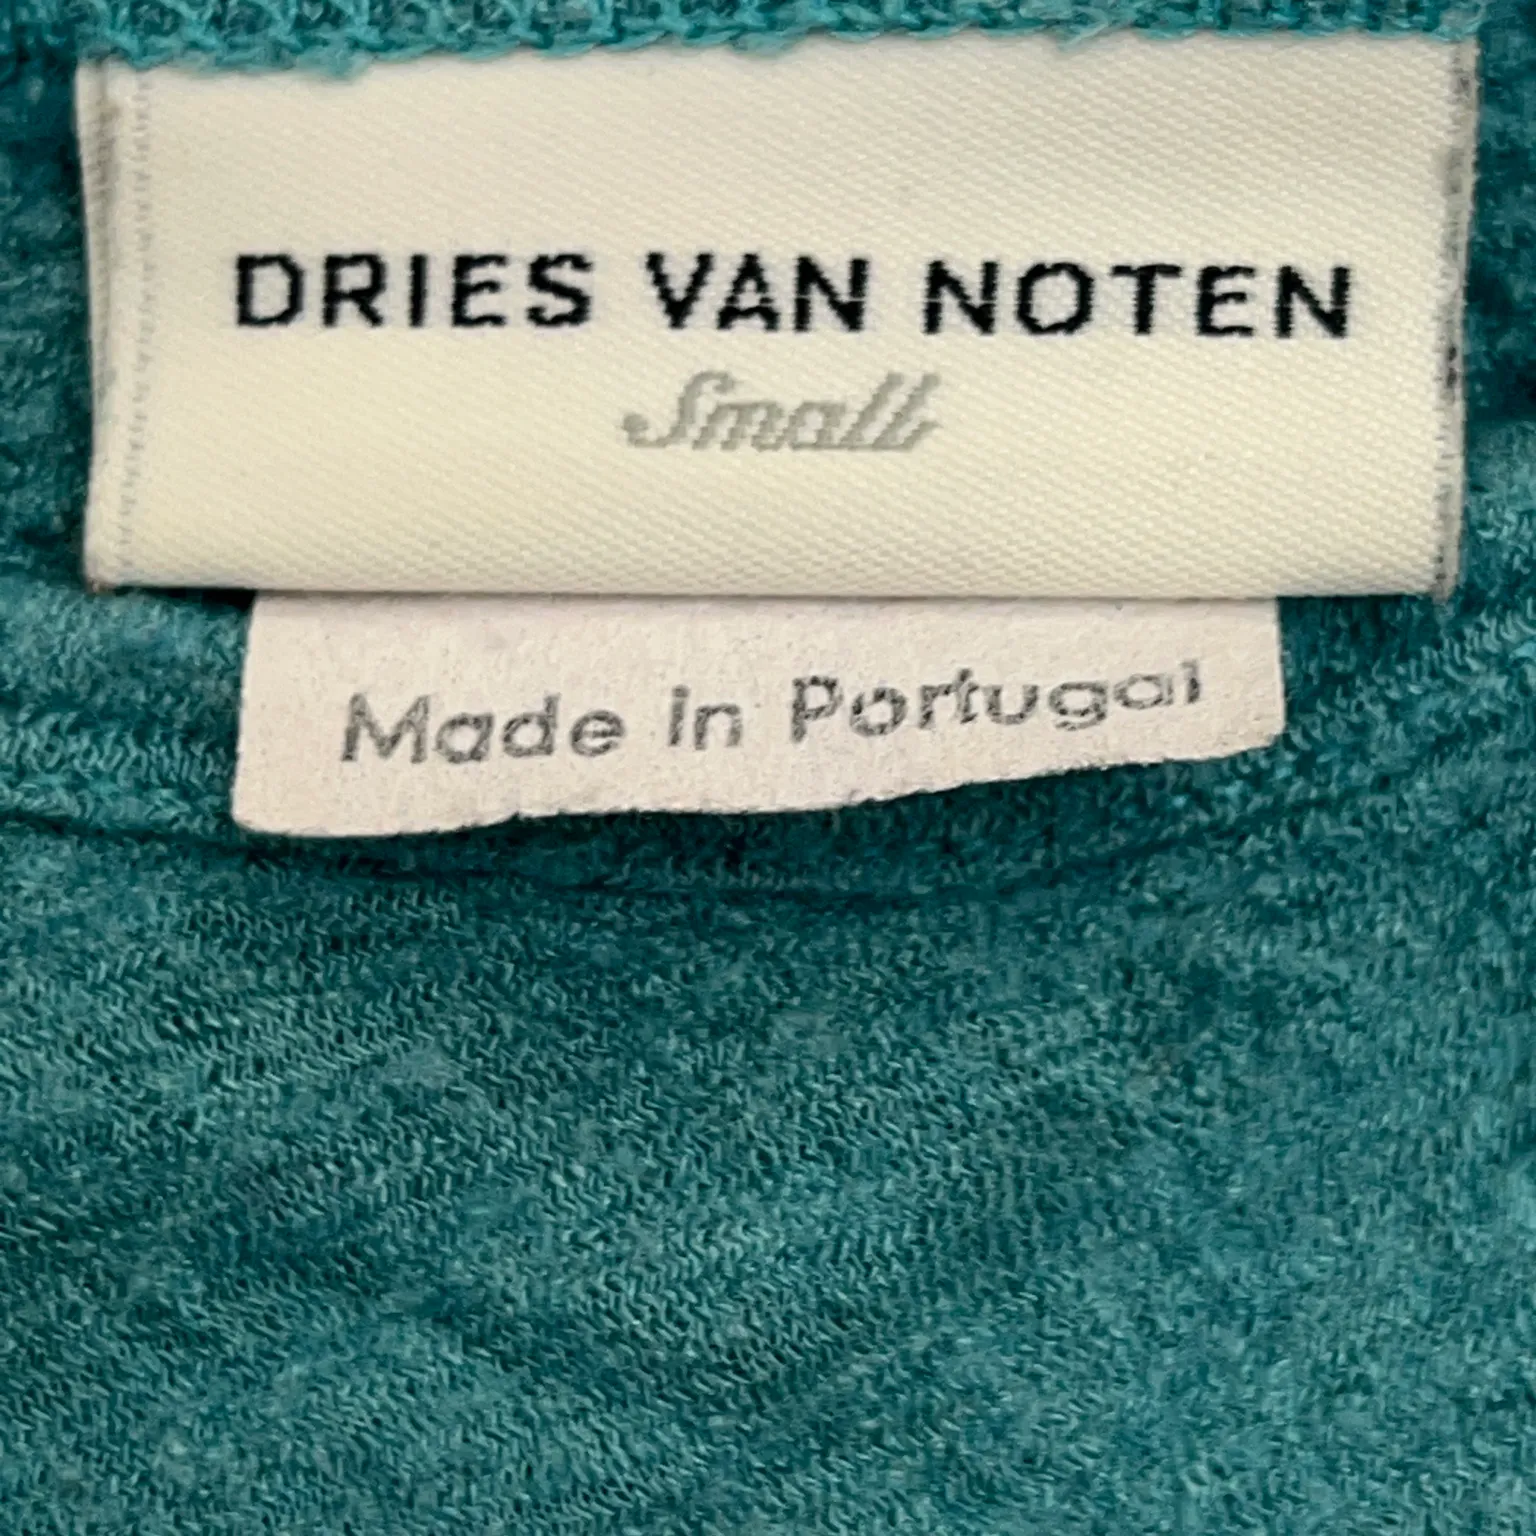 DRIES VAN NOTEN
Small
Made in Portugal